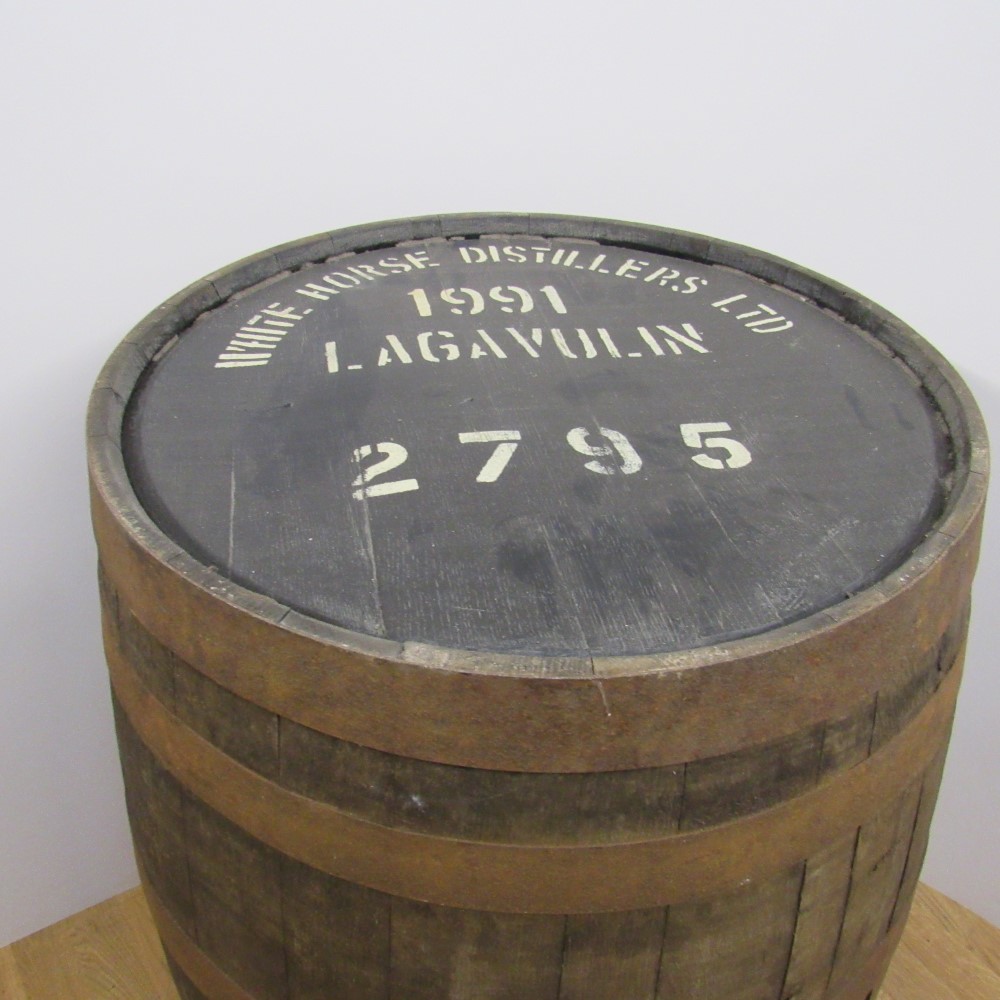 WHITE HORSE DISTILLERS LTD
1991
LAGAVULIN
2795